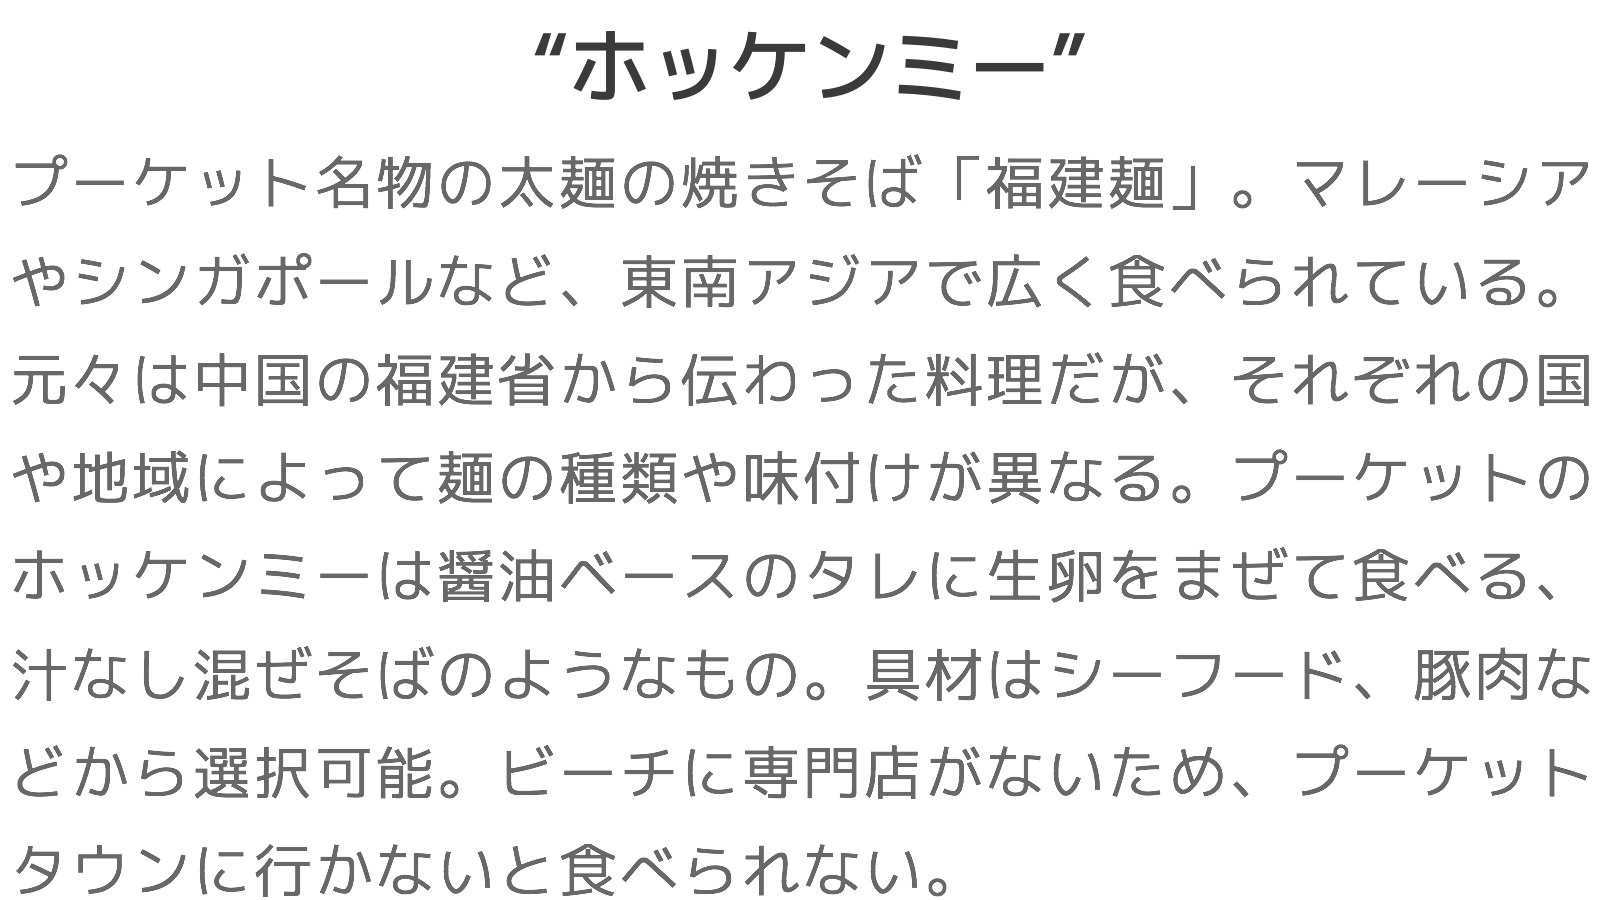 “ホッケンミー”
プーケット名物の太麺の焼きそば「福建麺」。マレーシア
やシンガポールなど、東南アジアで広く食べられている。
元々は中国の福建省から伝わった料理だが、それぞれの国
や地域によって麺の種類や味付けが異なる。プーケットの
ホッケンミーは醤油ベースのタレに生卵をまぜて食べる、
汁なし混ぜそばのようなもの。具材はシーフード、豚肉な
どから選択可能。ビーチに専門店がないため、プーケット
タウンに行かないと食べられない。